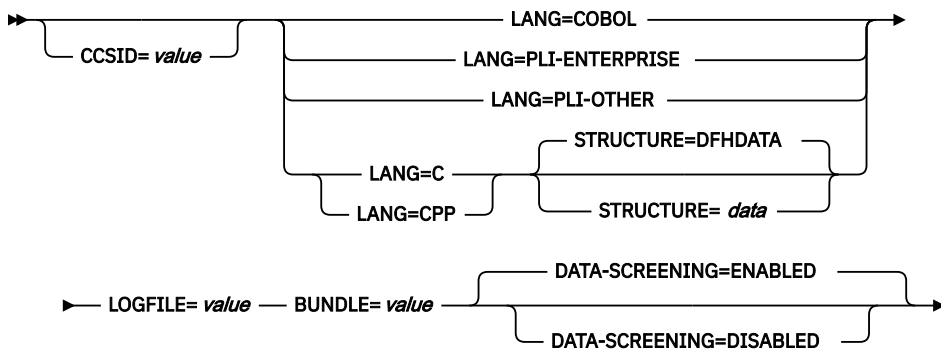 LANG=COBOL
CCSID= value
LANG=PLI-ENTERPRISE
LANG=PLI-OTHER
STRUCTURE=DFHDATA
LANG=C
LANG=CPP
STRUCTURE= data
DATA-SCREENING=ENABLED
LOGFILE= value BUNDLE= value
DATA-SCREENING=DISABLED